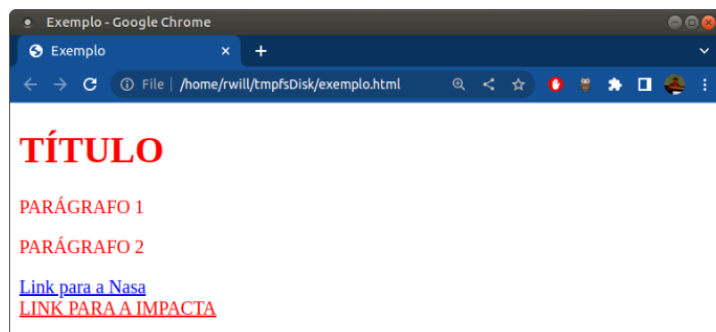 Exemplo - Google Chrome
Exemplo
File | /home/rwill/tmpfsDisk/exemplo.html
TÍTULO
PARÁGRAFO 1
PARÁGRAFO 2
Link para a Nasa
LINK PARA A IMPACTA